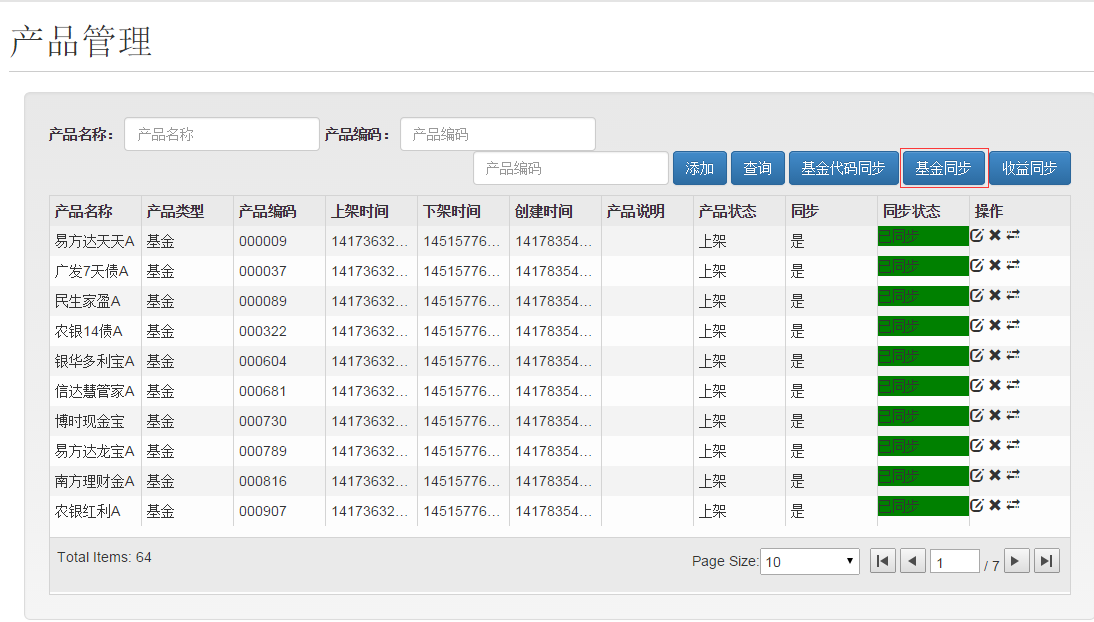 产品管理
产品名称： 产品名称 产品编码： 产品编码
产品编码 添加 查询 基金代码同步 基金同步 收益同步
产品名称 产品类型 产品编码 上架时间 下架时间 创建时间 产品说明 产品状态 同步 同步状态 操作
易方达天天A 基金 000009 14173632... 14515776... 14178354... 上架 是 已同步
广发7天债A 基金 000037 14173632... 14515776... 14178354... 上架 是 已同步
民生家盈A 基金 000089 14173632... 14515776... 14178354... 上架 是 已同步
农银14债A 基金 000322 14173632... 14515776... 14178354... 上架 是 已同步
银华多利宝A 基金 000604 14173632... 14515776... 14178354... 上架 是 已同步
信达慧管家A 基金 000681 14173632... 14515776... 14178354... 上架 是 已同步
博时现金宝 基金 000730 14173632... 14515776... 14178354... 上架 是 已同步
易方达龙宝A 基金 000789 14173632... 14515776... 14178354... 上架 是 已同步
南方理财金A 基金 000816 14173632... 14515776... 14178354... 上架 是 已同步
农银红利A 基金 000907 14173632... 14515776... 14178354... 上架 是 已同步
Total Items: 64 Page Size: 10 1 / 7